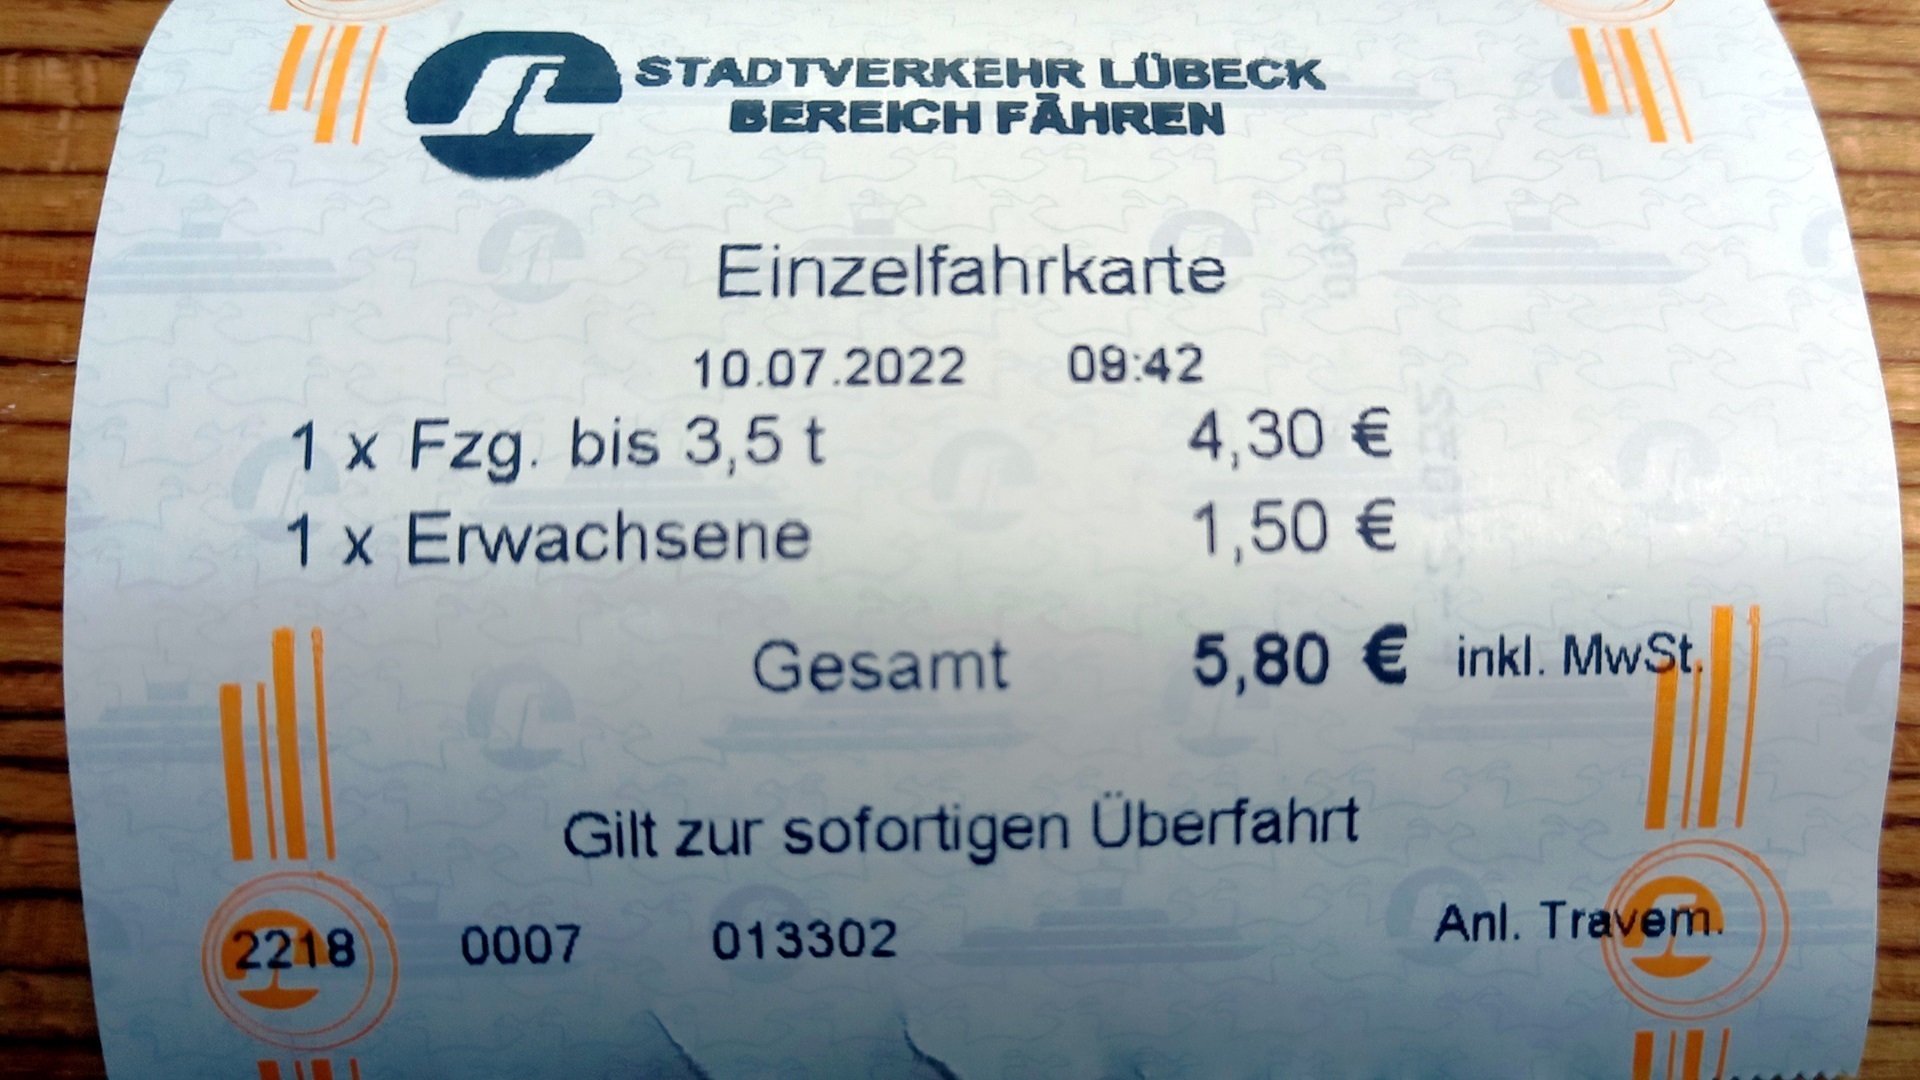 STADTVERKEHR LÜBECK
BEREICH FÄHREN
Einzelfahrkarte
10.07.2022 09:42
1 x Fzg. bis 3,5 t 4,30 €
1 x Erwachsene 1,50 €
Gesamt 5,80 € inkl. MwSt.
Gilt zur sofortigen Überfahrt
2218 0007 013302 Anl. Travem.